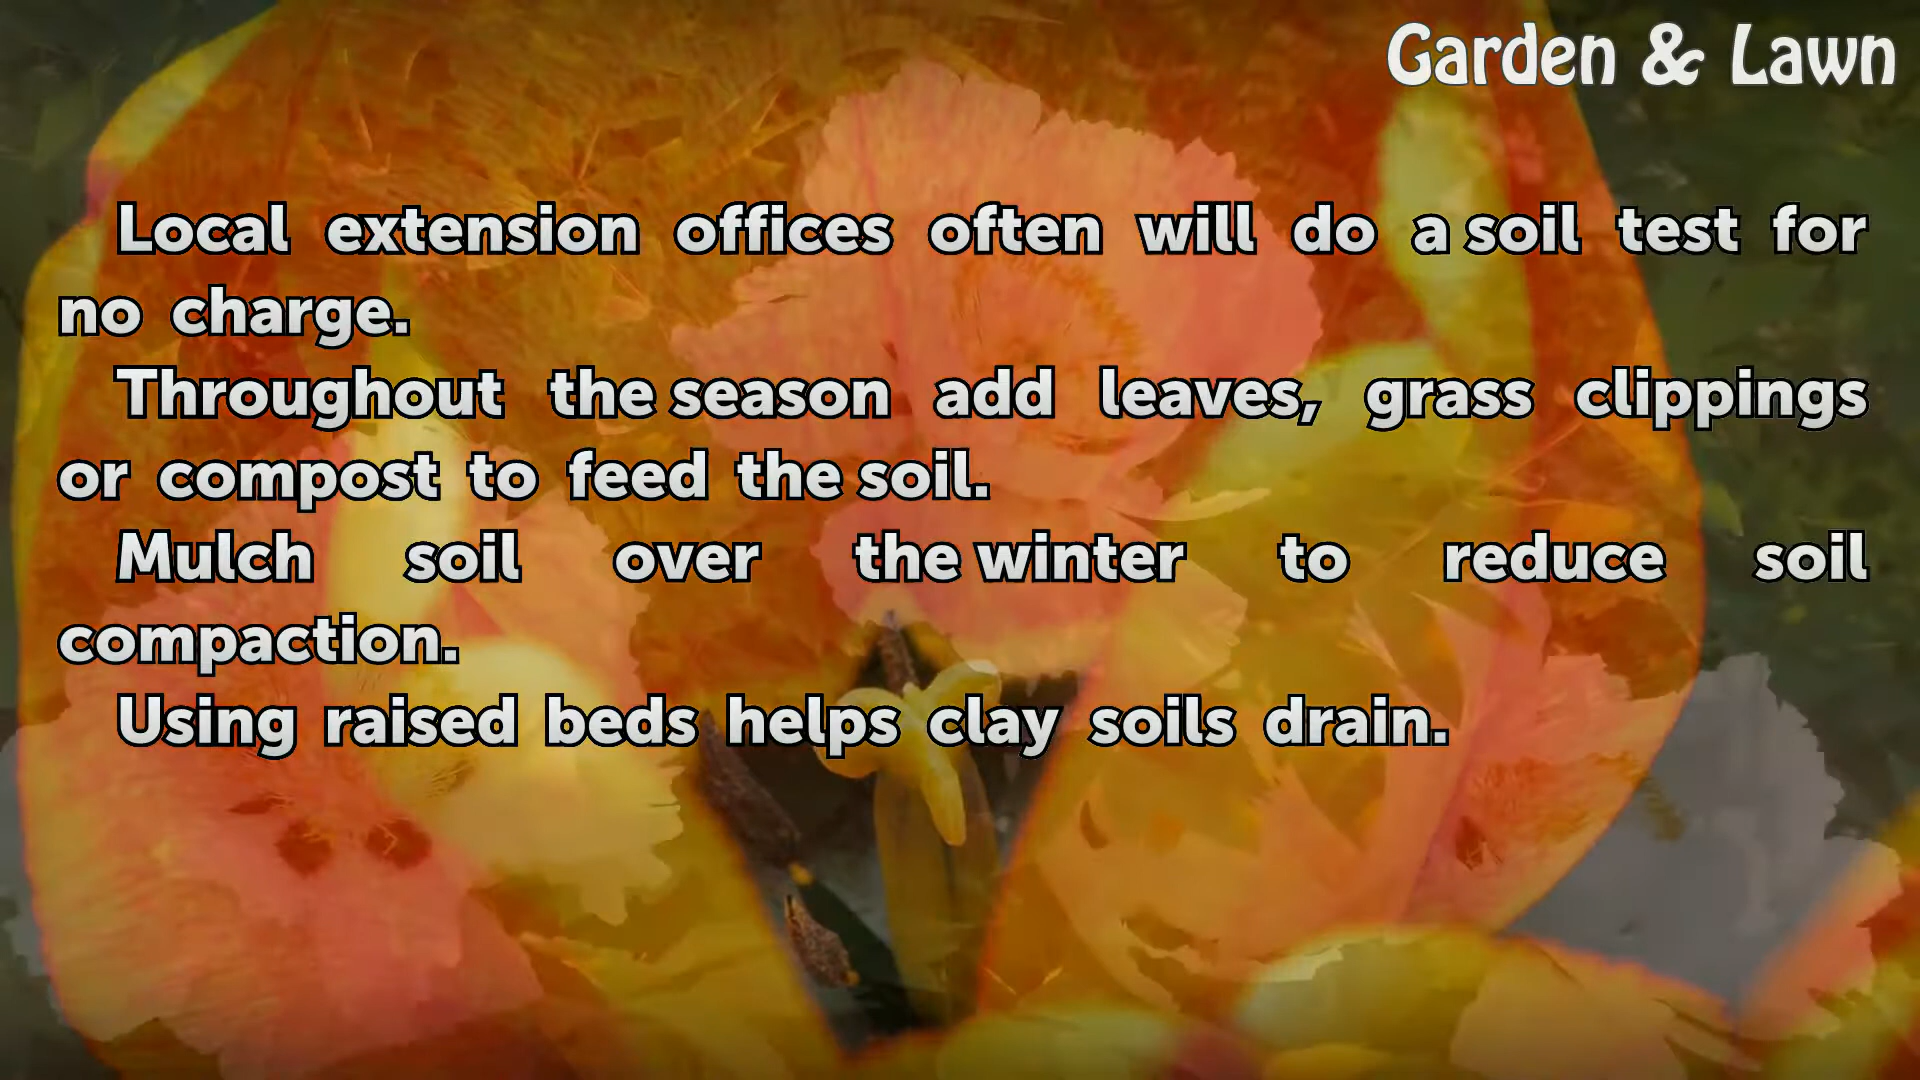 Garden & Lawn
Local extension offices often will do a soil test for
no charge.
Throughout the season add leaves, grass clippings
or compost to feed the soil.
Mulch soil over the winter to reduce soil
compaction.
Using raised beds helps clay soils drain.